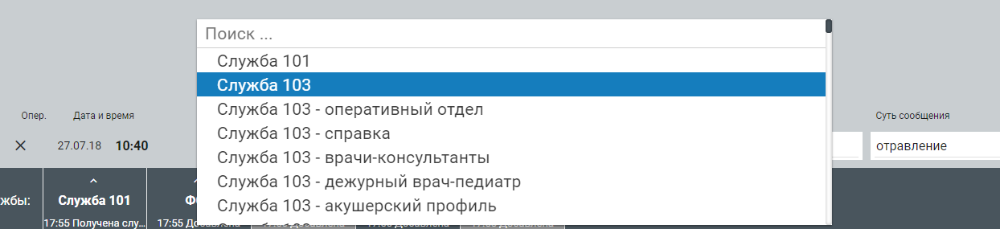 Поиск ...
Служба 101
Служба 103
Служба 103 - оперативный отдел
Служба 103 - справка
Служба 103 - врачи-консультанты
Служба 103 - дежурный врач-педиатр
Служба 103 - акушерский профиль
Опер. Дата и время Суть сообщения
27.07.18 10:40 отравление
жбы: Служба 101
17:55 Получена слу... 17:55 Добавлена